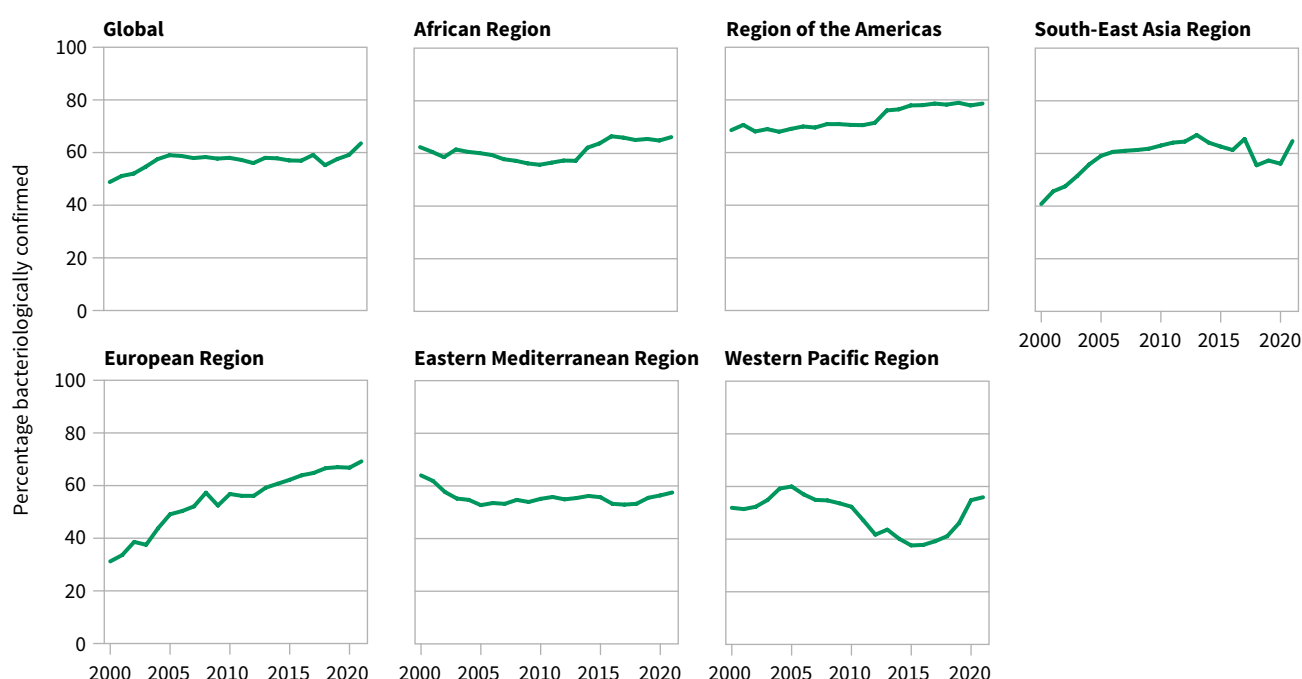 Percentage bacteriologically confirmed
Global
African Region
Region of the Americas
South-East Asia Region
100
80
60
40
20
0
2000 2005 2010 2015 2020
European Region
Eastern Mediterranean Region
Western Pacific Region
100
80
60
40
20
0
2000 2005 2010 2015 2020
2000 2005 2010 2015 2020
2000 2005 2010 2015 2020